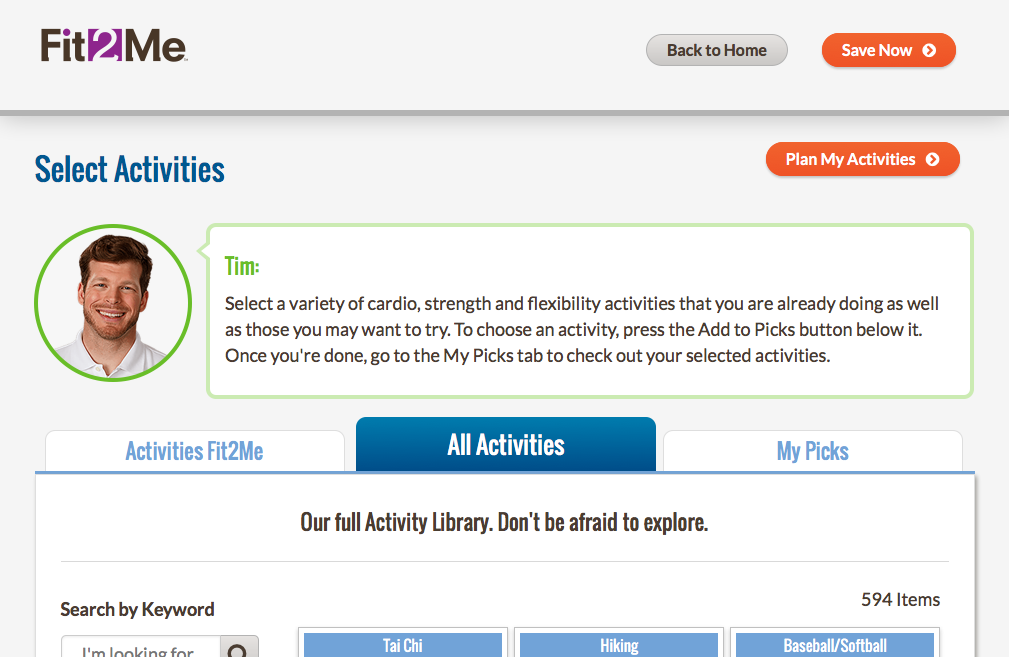 Fit2Me
Back to Home
Save Now
Select Activities
Plan My Activities
Tim:
Select a variety of cardio, strength and flexibility activities that you are already doing as well
as those you may want to try. To choose an activity, press the Add to Picks button below it.
Once you're done, go to the My Picks tab to check out your selected activities.
Activities Fit2Me
All Activities
My Picks
Our full Activity Library. Don't be afraid to explore.
594 Items
Search by Keyword
I'm looking for
Tai Chi
Hiking
Baseball/Softball